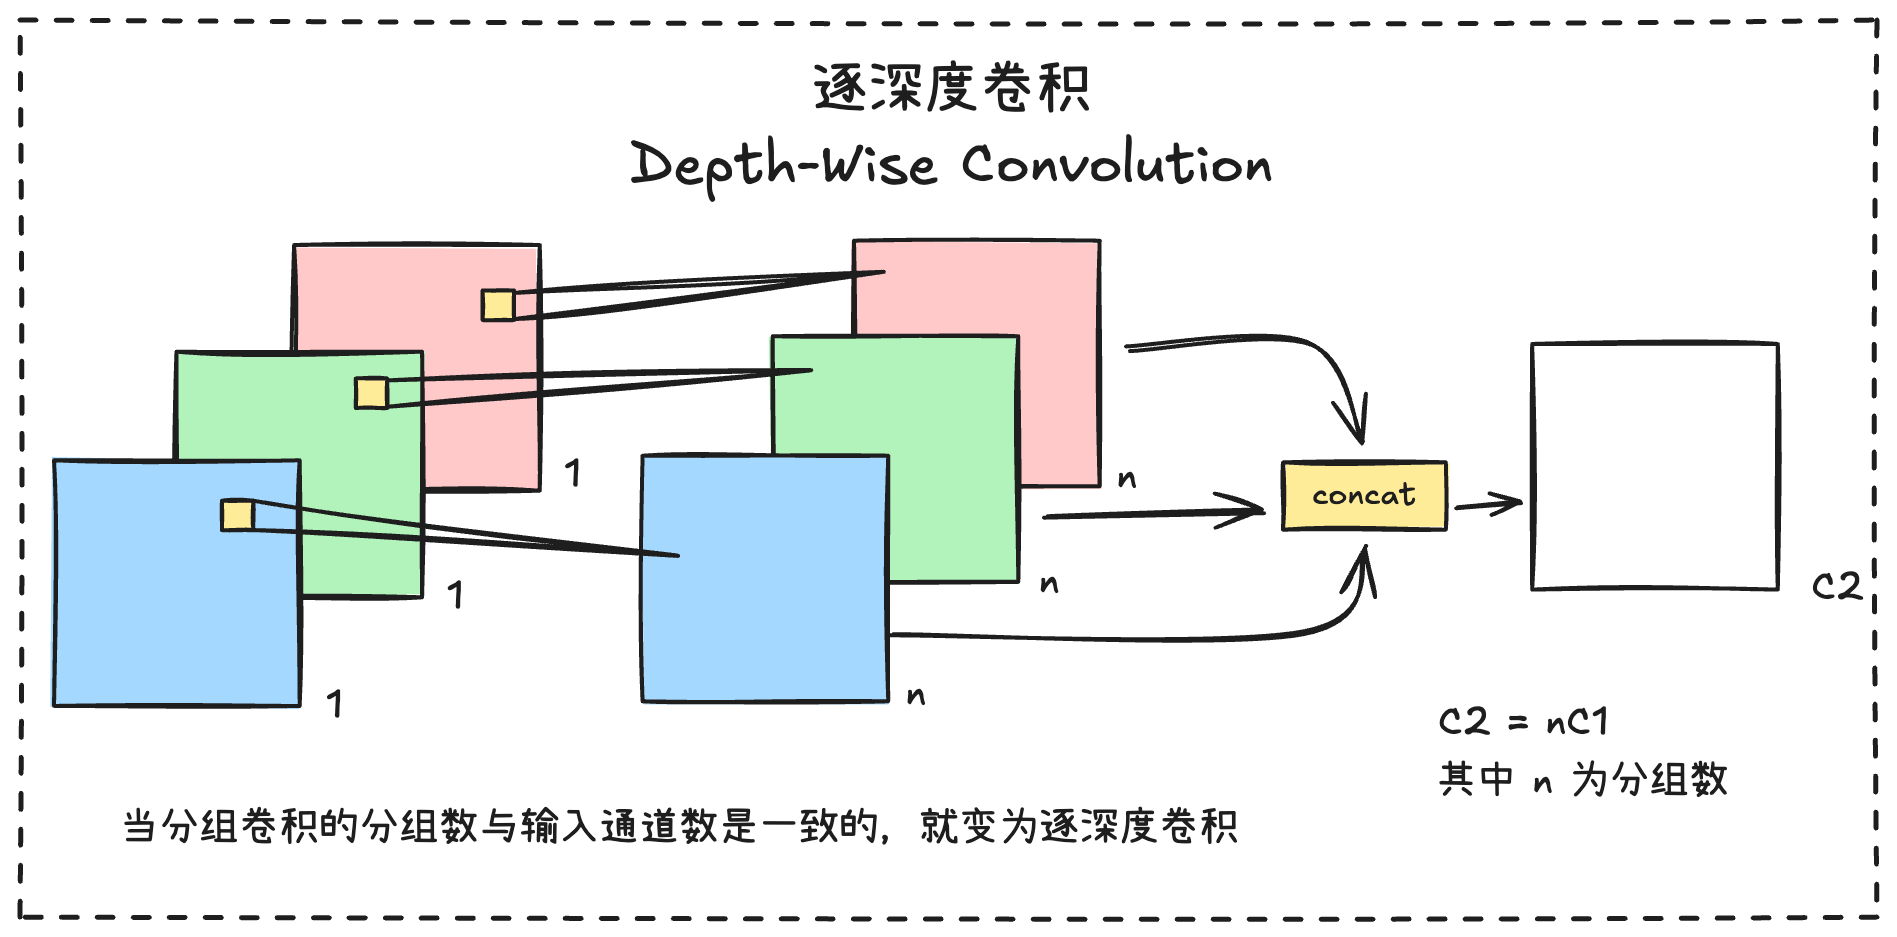 逐深度卷积
Depth-Wise Convolution
1
1
1
n
n
n
concat
C2
C2 = nC1
其中 n 为分组数
当分组卷积的分组数与输入通道数是一致的，就变为逐深度卷积